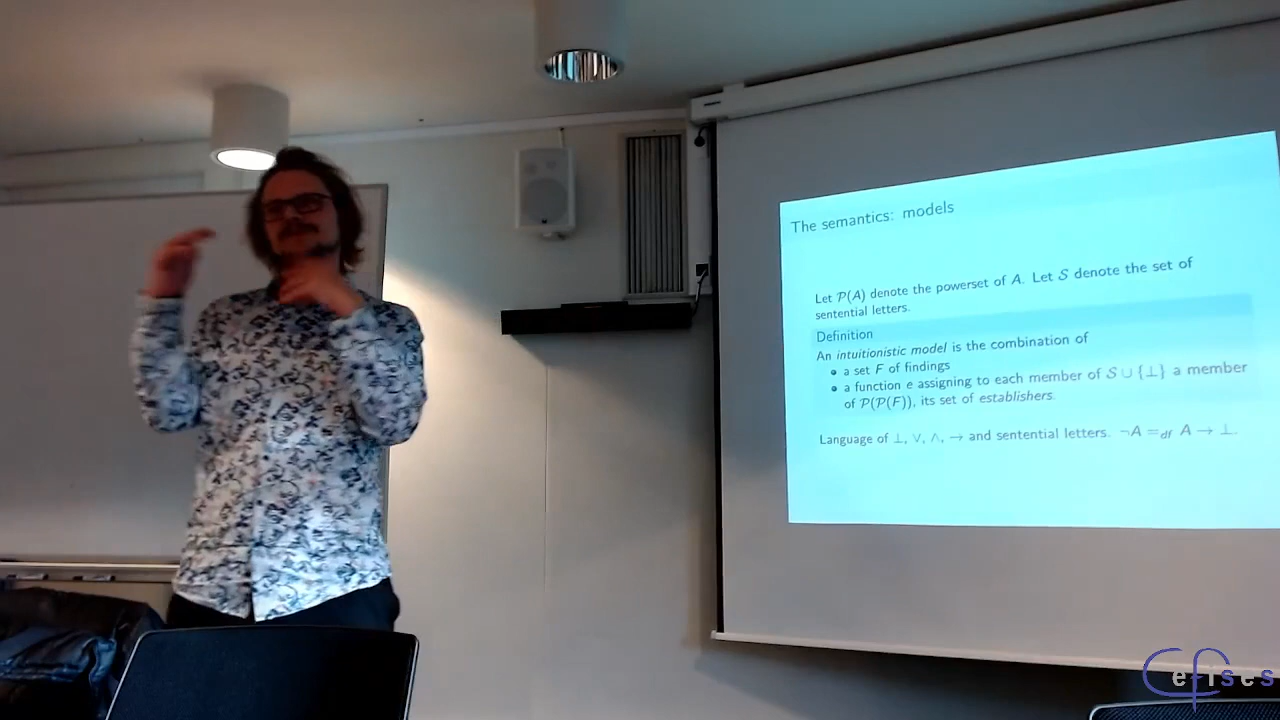 The semantics: models
Let 𝒫(A) denote the powerset of A. Let 𝒮 denote the set of
sentential letters.
Definition
An intuitionistic model is the combination of
• a set F of findings
• a function e assigning to each member of 𝒮 ∪ {⊥} a member
of 𝒫(𝒫(F)), its set of establishers.
Language of ⊥, ∨, ∧, → and sentential letters. ¬A =df A → ⊥.
Cefises